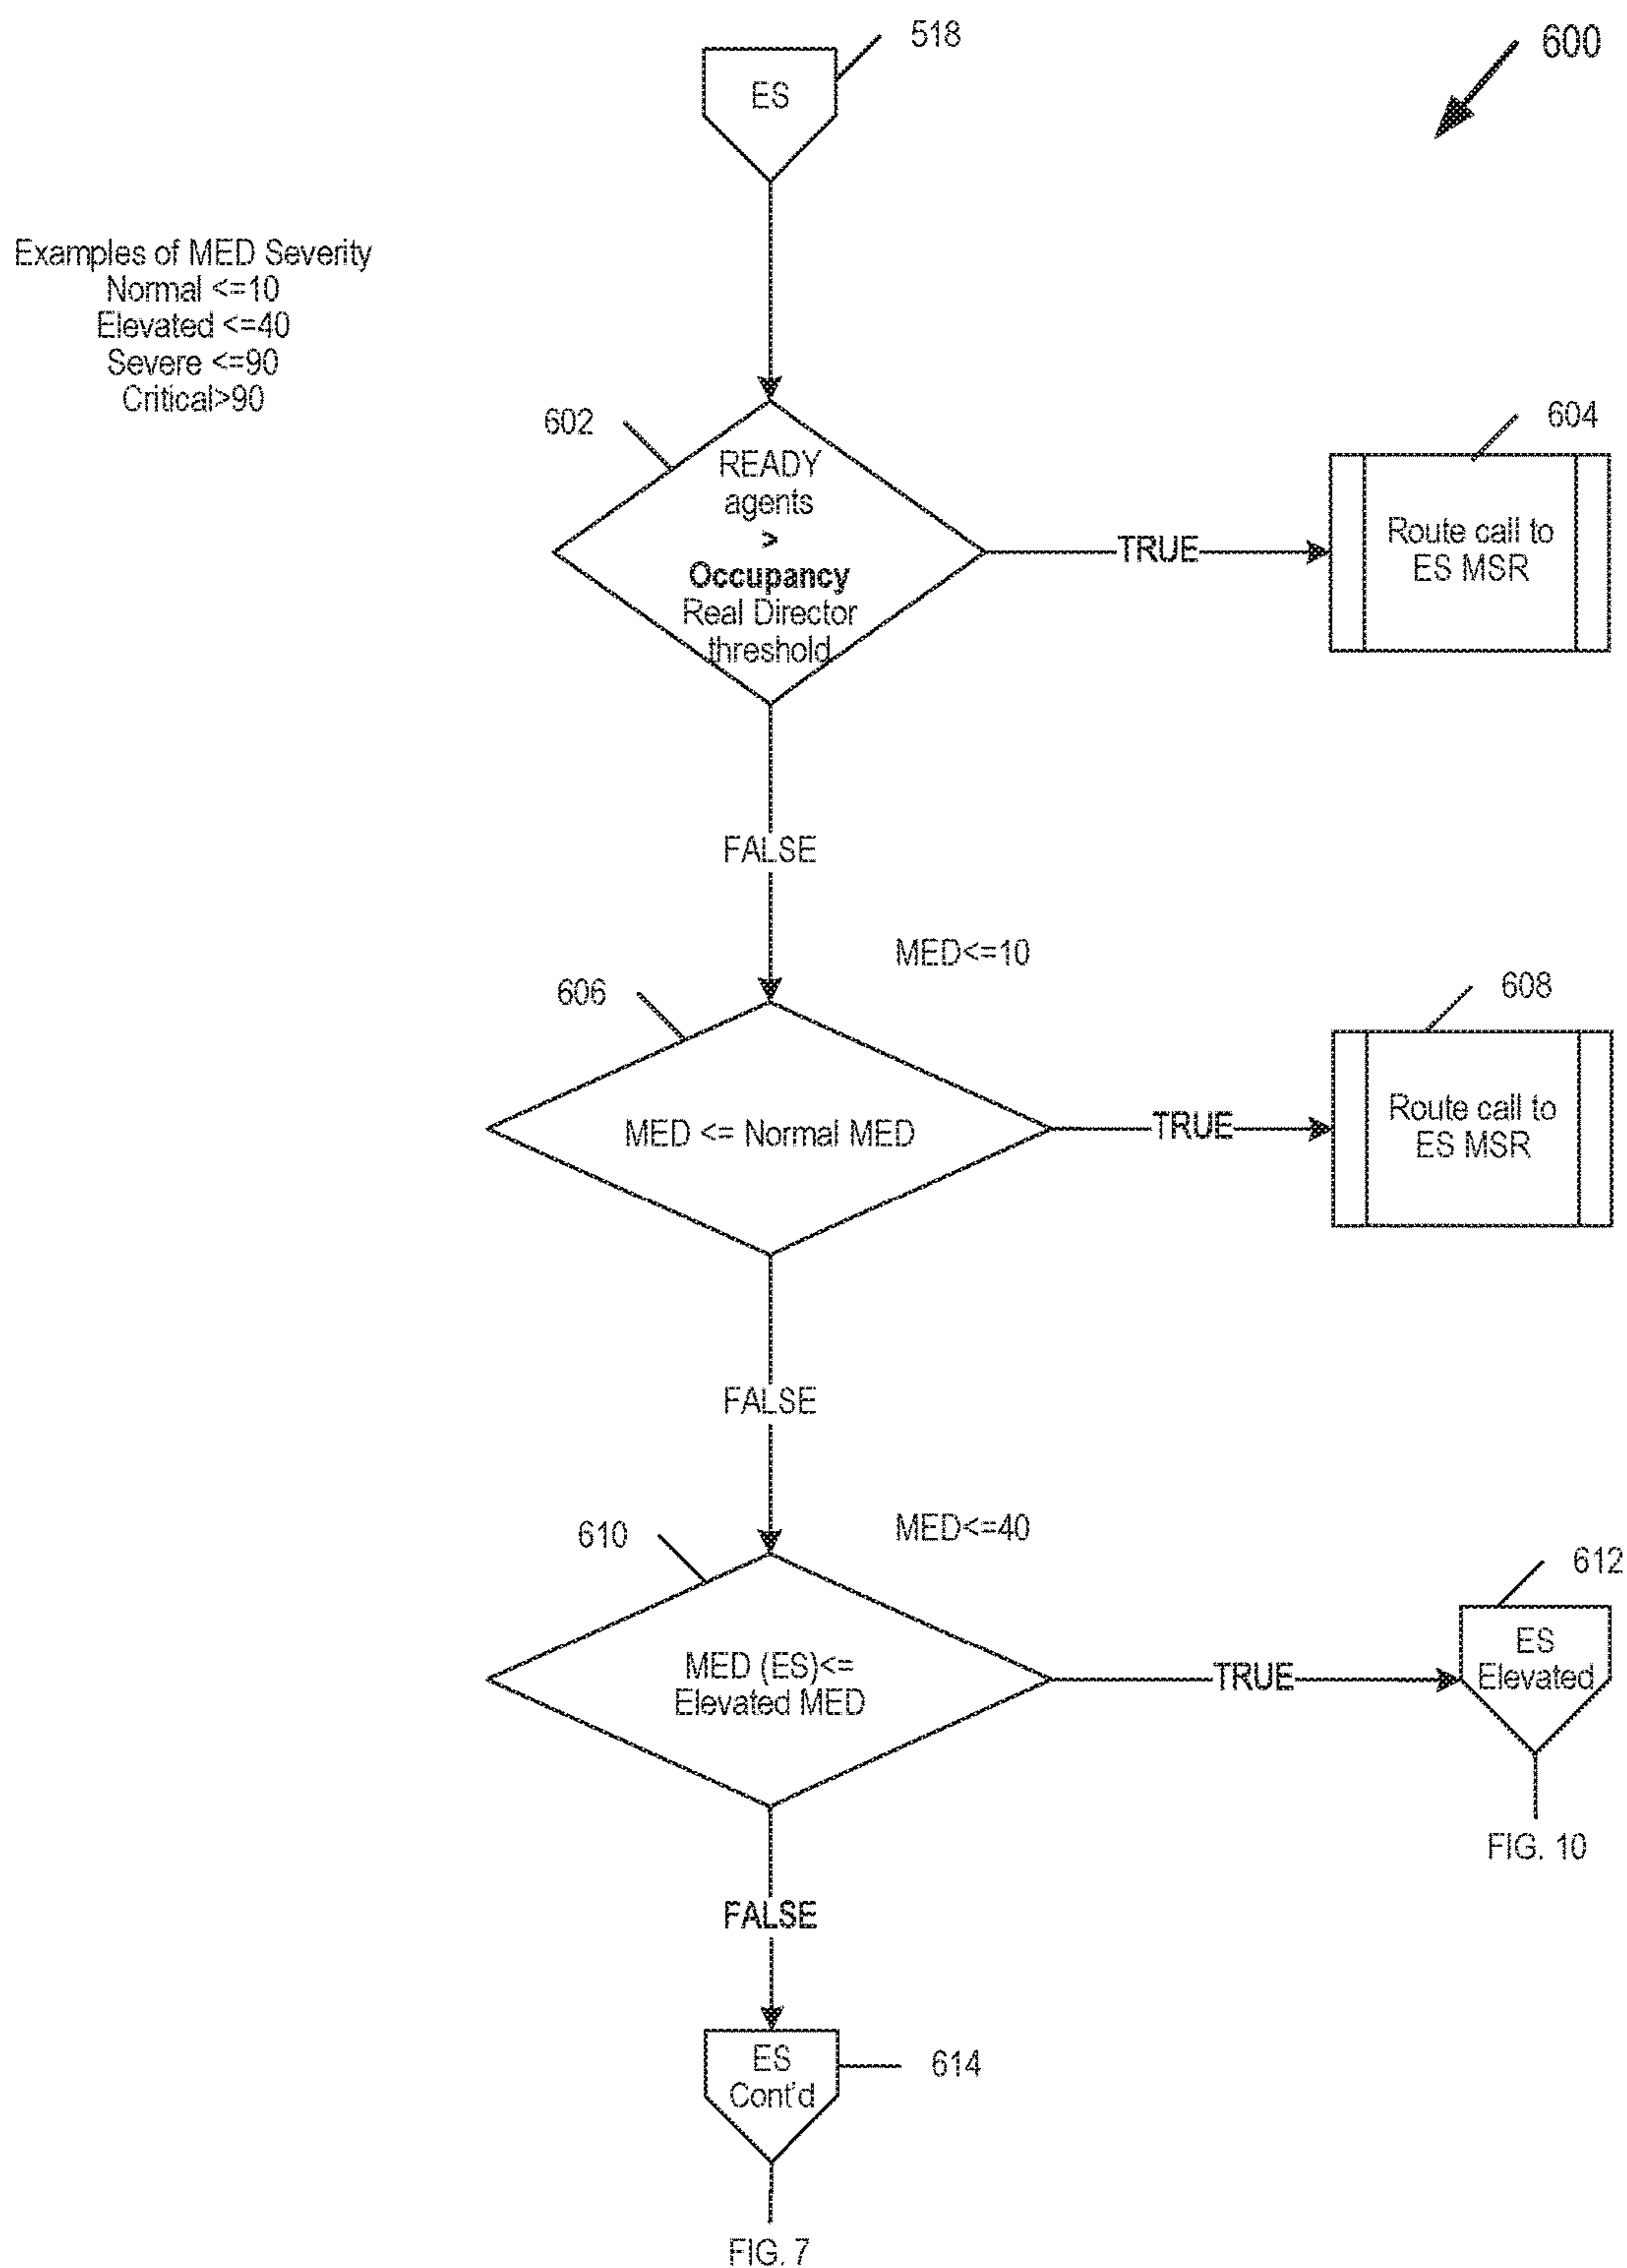 518
600
ES
Examples of MED Severity
Normal <=10
Elevated <=40
Severe <=90
Critical>90
602
604
READY
agents
>
Occupancy
Real Director
threshold
TRUE
Route call to
ES MSR
FALSE
MED<=10
606
608
MED <= Normal MED
TRUE
Route call to
ES MSR
FALSE
MED<=40
610
612
MED (ES)<=
Elevated MED
TRUE
ES
Elevated
FIG. 10
FALSE
ES
Cont'd
614
FIG. 7